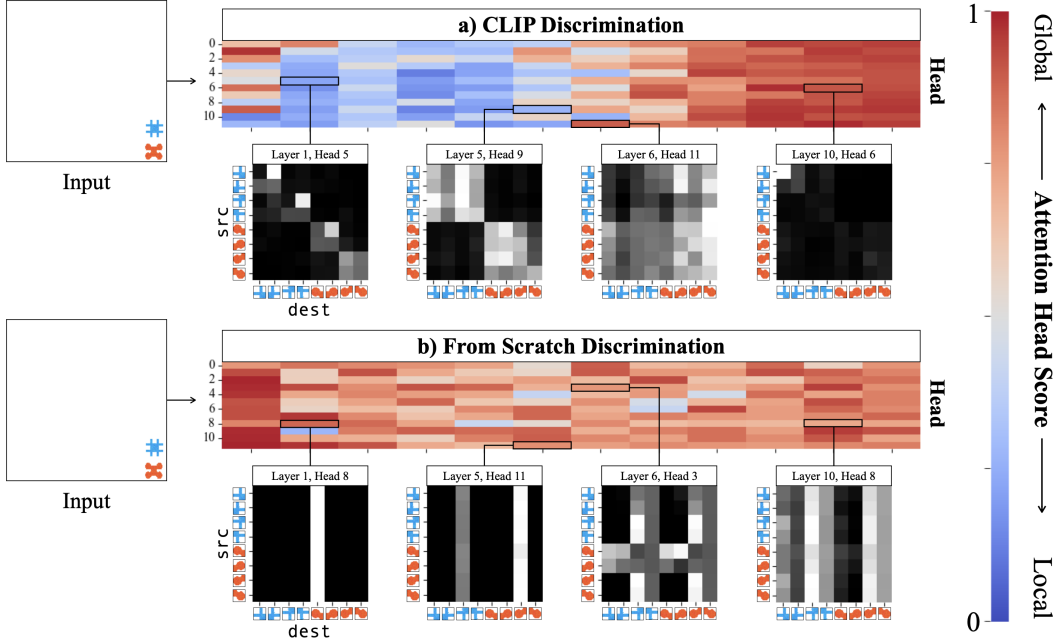 a) CLIP Discrimination
0
2
4
6
8
10
Head
Input
Layer 1, Head 5
Layer 5, Head 9
Layer 6, Head 11
Layer 10, Head 6
src
dest
b) From Scratch Discrimination
0
2
4
6
8
10
Head
Input
Layer 1, Head 8
Layer 5, Head 11
Layer 6, Head 3
Layer 10, Head 8
src
dest
1
0
Global ← Attention Head Score → Local